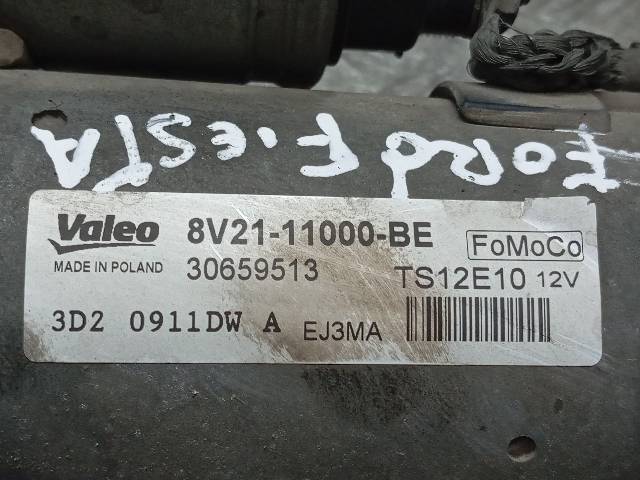 FORD FIESTA
Valeo 8V21-11000-BE FoMoCo
MADE IN POLAND 30659513 TS12E10 12V
3D2 0911DW A EJ3MA